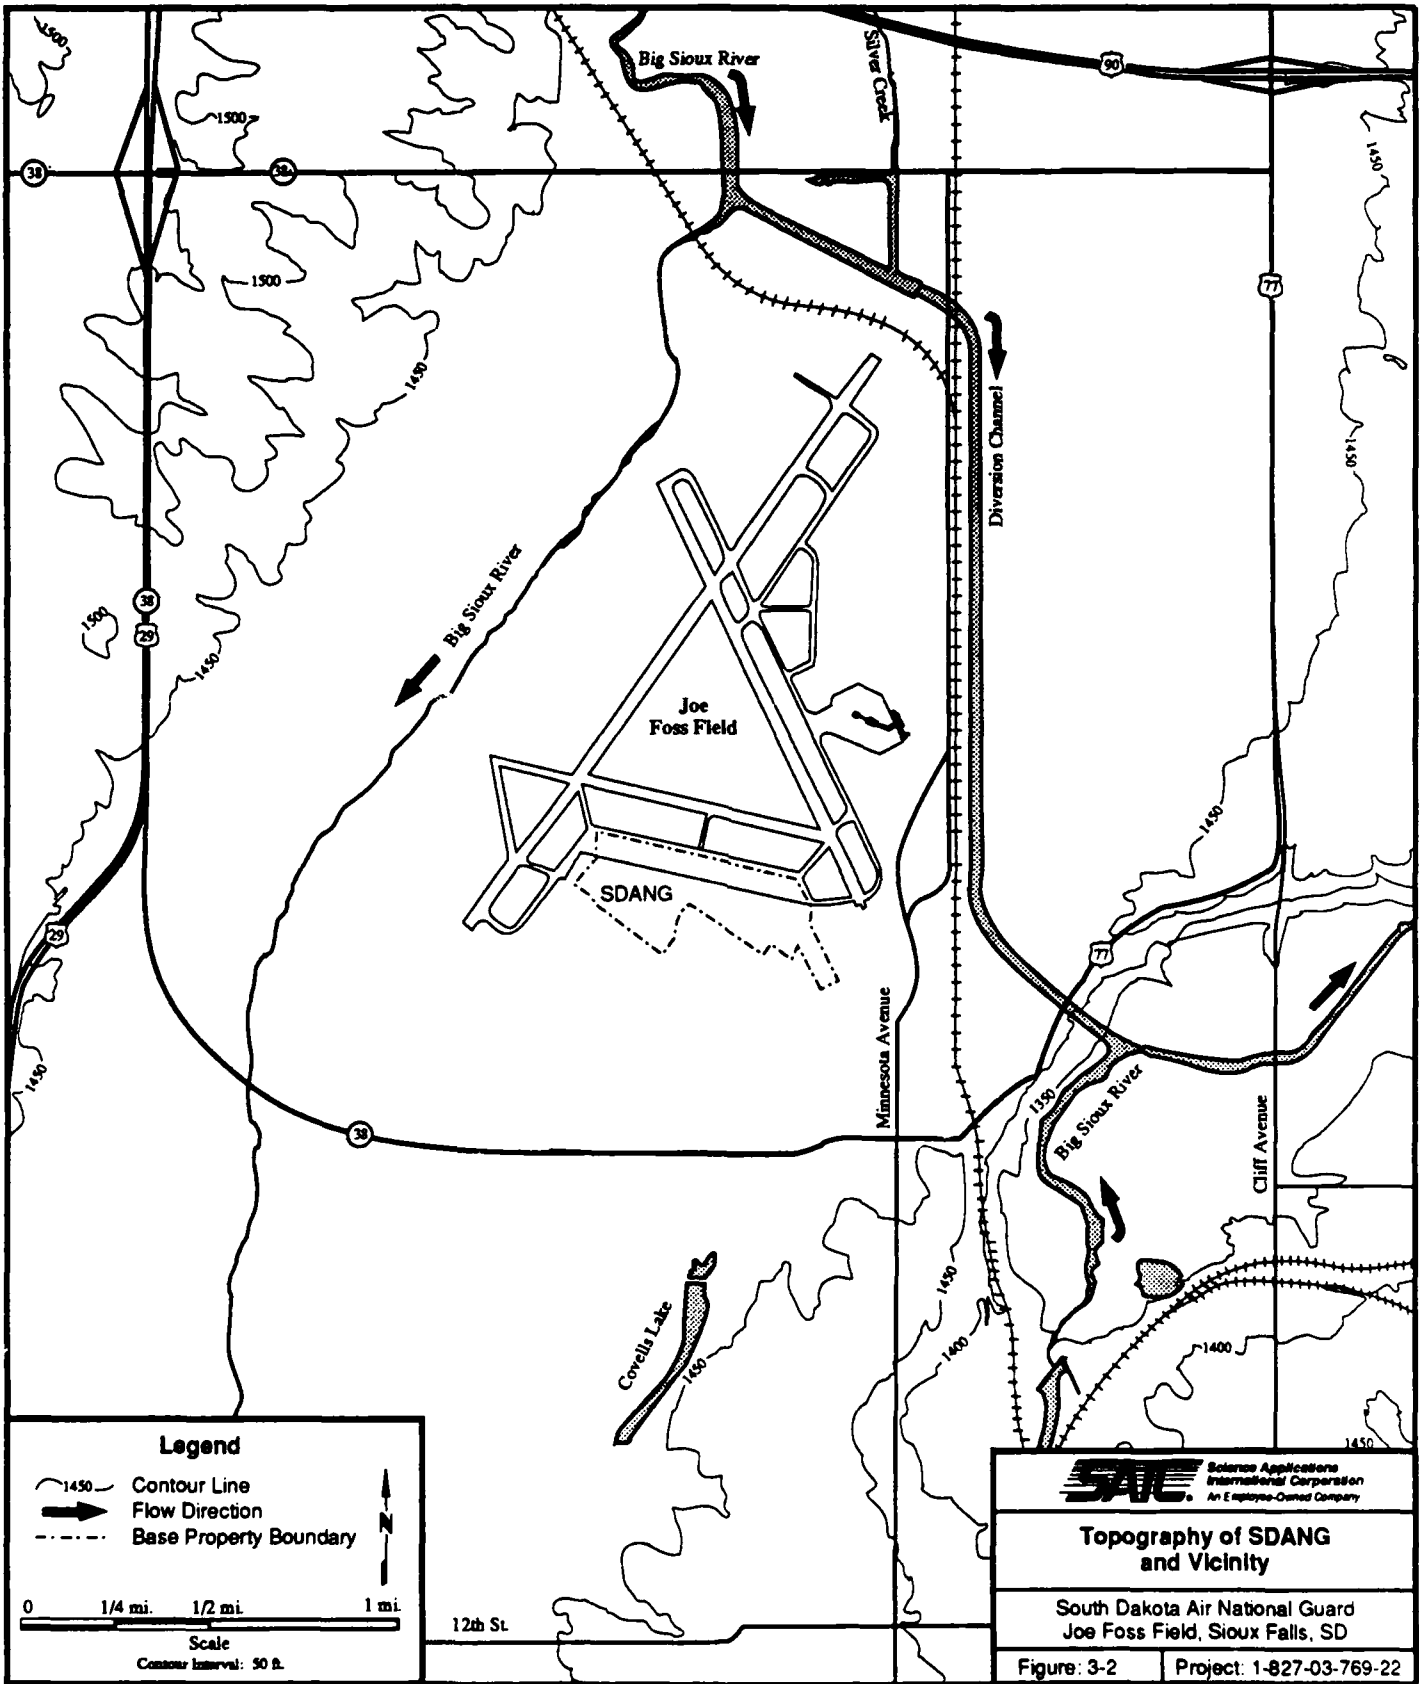 1500
Big Sioux River
Silver Creek
90
1500
1450
38
38
1500
77
1450
Diversion Channel
1450
Big Sioux River
38
1500
29
1450
Joe
Foss Field
1450
SDANG
29
77
1450
Minnesota Avenue
1350
Big Sioux River
Cliff Avenue
38
1450
Covells Lake
1450
1400
1400
1450
Legend
1450 Contour Line
Flow Direction
Base Property Boundary
N
0 1/4 mi. 1/2 mi. 1 mi.
Scale
Contour Interval: 50 ft.
12th St.
SAIC
Science Applications
International Corporation
An Employee-Owned Company
Topography of SDANG
and Vicinity
South Dakota Air National Guard
Joe Foss Field, Sioux Falls, SD
Figure: 3-2
Project: 1-827-03-769-22